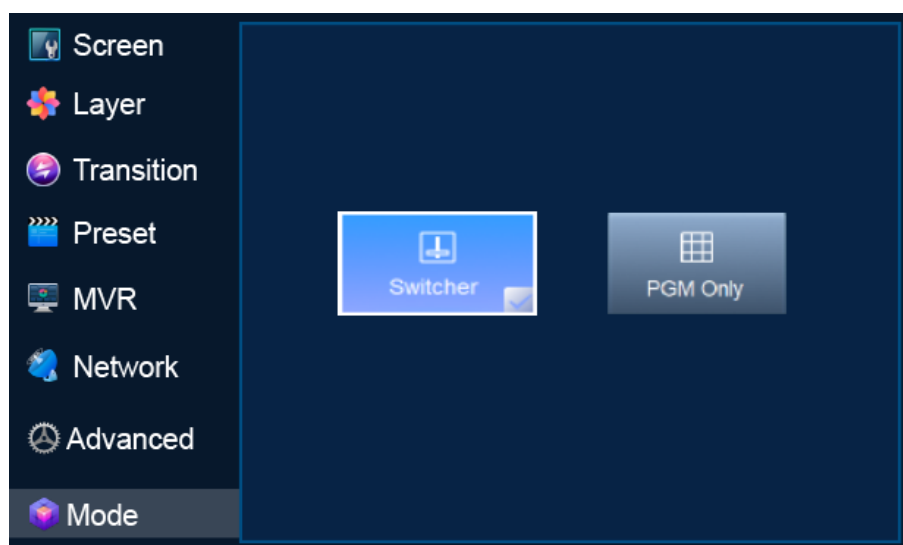 Screen
Layer
Transition
Preset
MVR
Network
Advanced
Mode
Switcher
PGM Only